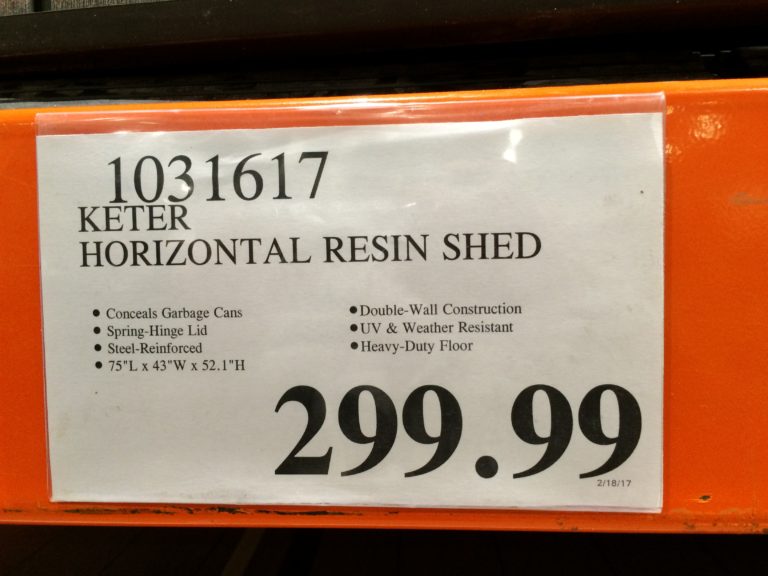 1031617
KETER
HORIZONTAL RESIN SHED
• Conceals Garbage Cans
• Spring-Hinge Lid
• Steel-Reinforced
• 75"L x 43"W x 52.1"H
• Double-Wall Construction
• UV & Weather Resistant
• Heavy-Duty Floor
299.99
2/18/17